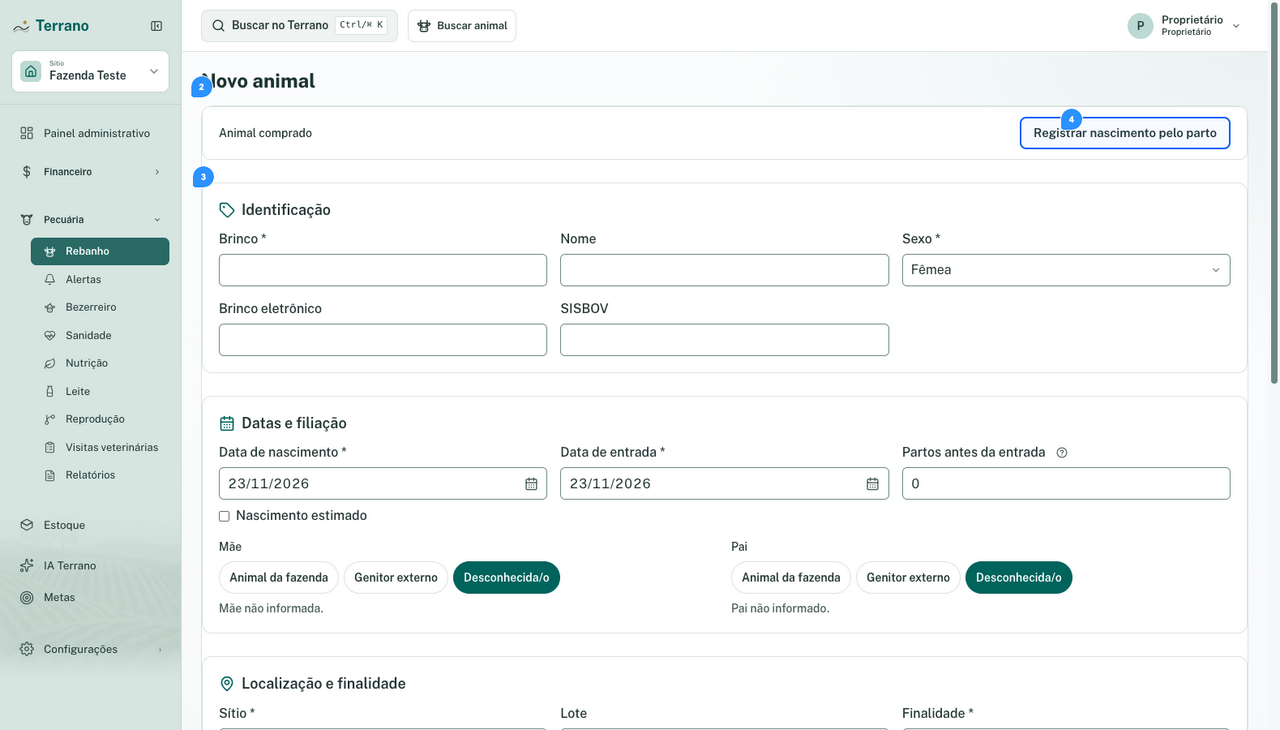 Terrano
Sítio
Fazenda Teste
Painel administrativo
Financeiro
Pecuária
Rebanho
Alertas
Bezerreiro
Sanidade
Nutrição
Leite
Reprodução
Visitas veterinárias
Relatórios
Estoque
IA Terrano
Metas
Configurações
Buscar no Terrano Ctrl/⌘ K
Buscar animal
P
Proprietário
Proprietário
2
Novo animal
Animal comprado
4
Registrar nascimento pelo parto
3
Identificação
Brinco * Nome Sexo *
Fêmea
Brinco eletrônico SISBOV
Datas e filiação
Data de nascimento * Data de entrada * Partos antes da entrada ?
23/11/2026 23/11/2026 0
Nascimento estimado
Mãe Pai
Animal da fazenda Genitor externo Desconhecida/o Animal da fazenda Genitor externo Desconhecida/o
Mãe não informada. Pai não informado.
Localização e finalidade
Sítio * Lote Finalidade *